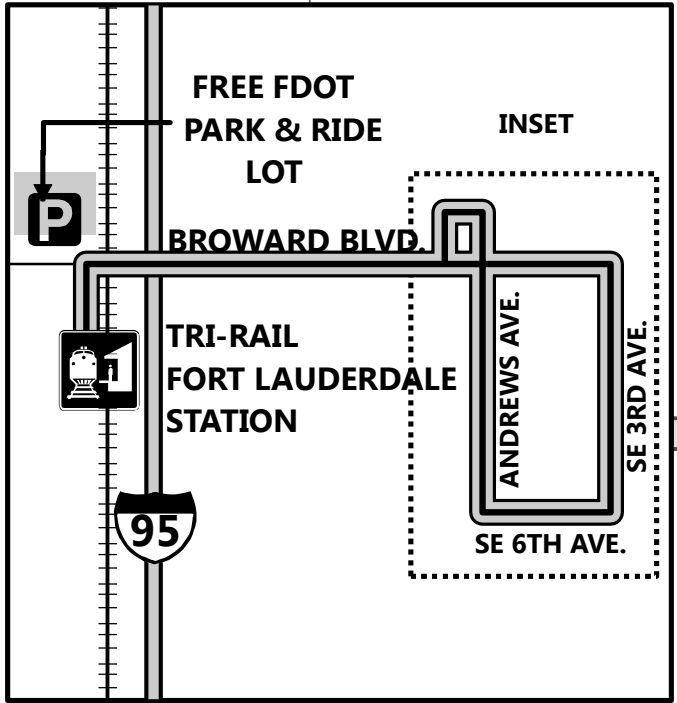 FREE FDOT
PARK & RIDE
LOT
INSET
P
BROWARD BLVD.
TRI-RAIL
FORT LAUDERDALE
STATION
ANDREWS AVE.
SE 3RD AVE.
95
SE 6TH AVE.